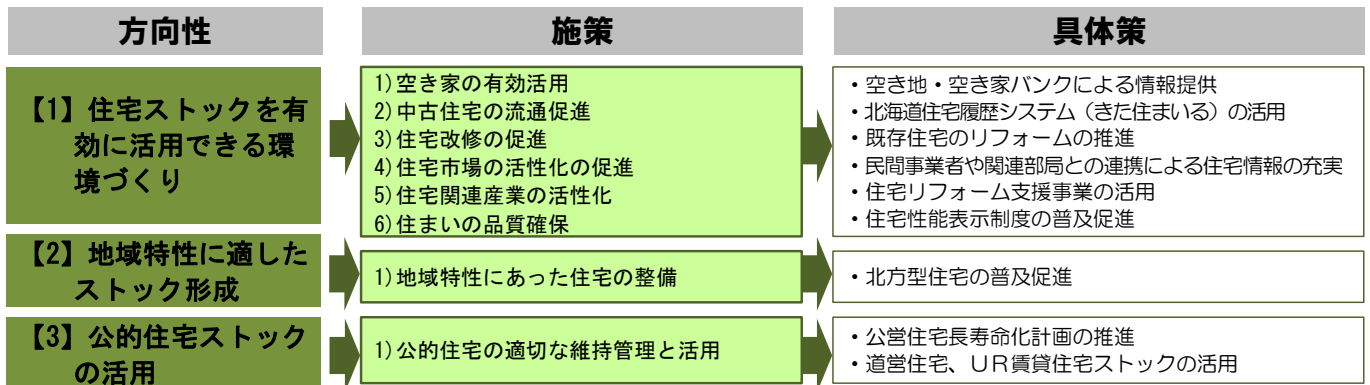 方向性
施策
具体策
【1】住宅ストックを有
効に活用できる環
境づくり
1)空き家の有効活用
2)中古住宅の流通促進
3)住宅改修の促進
4)住宅市場の活性化の促進
5)住宅関連産業の活性化
6)住まいの品質確保
・空き地・空き家バンクによる情報提供
・北海道住宅履歴システム（きた住まいる）の活用
・既存住宅のリフォームの推進
・民間事業者や関連部局との連携による住宅情報の充実
・住宅リフォーム支援事業の活用
・住宅性能表示制度の普及促進
【2】地域特性に適した
ストック形成
1)地域特性にあった住宅の整備
・北方型住宅の普及促進
【3】公的住宅ストック
の活用
1)公的住宅の適切な維持管理と活用
・公営住宅長寿命化計画の推進
・道営住宅、ＵＲ賃貸住宅ストックの活用